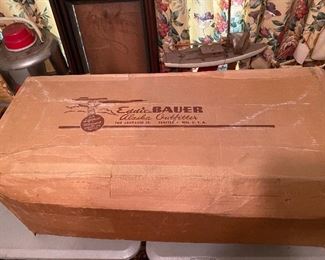 Eddie BAUER
Alaska Outfitter
SEATTLE • WN. U. S. A.